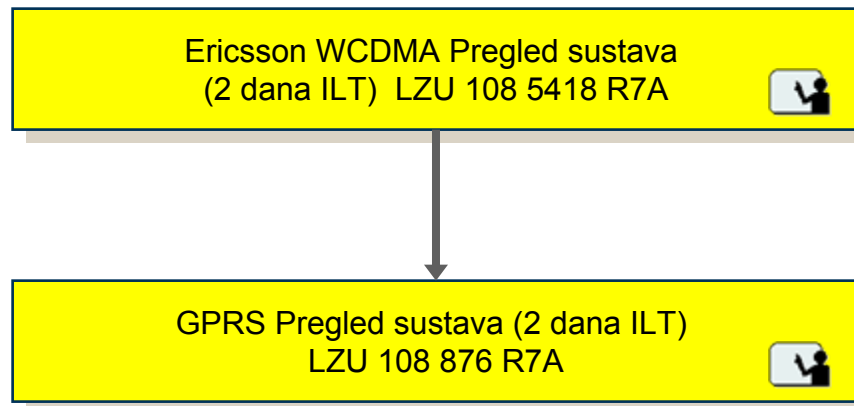 Ericsson WCDMA Pregled sustava
(2 dana ILT) LZU 108 5418 R7A
GPRS Pregled sustava (2 dana ILT)
LZU 108 876 R7A